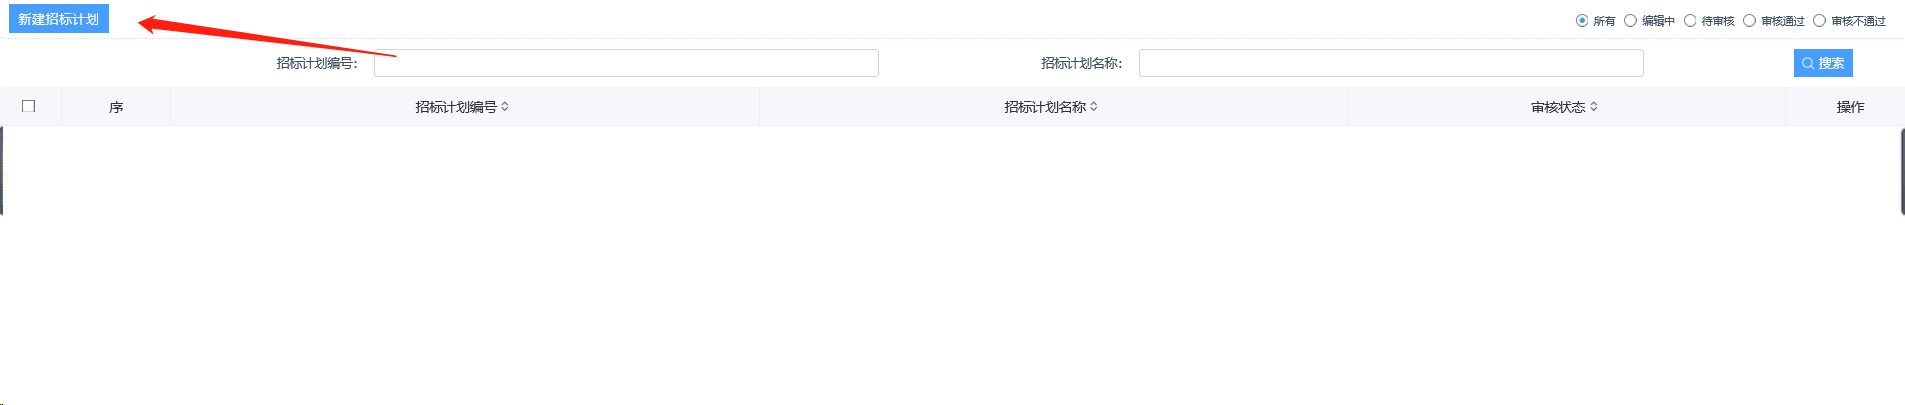 新建招标计划
所有 编辑中 待审核 审核通过 审核不通过
招标计划编号： 招标计划名称： 搜索
序 招标计划编号 招标计划名称 审核状态 操作